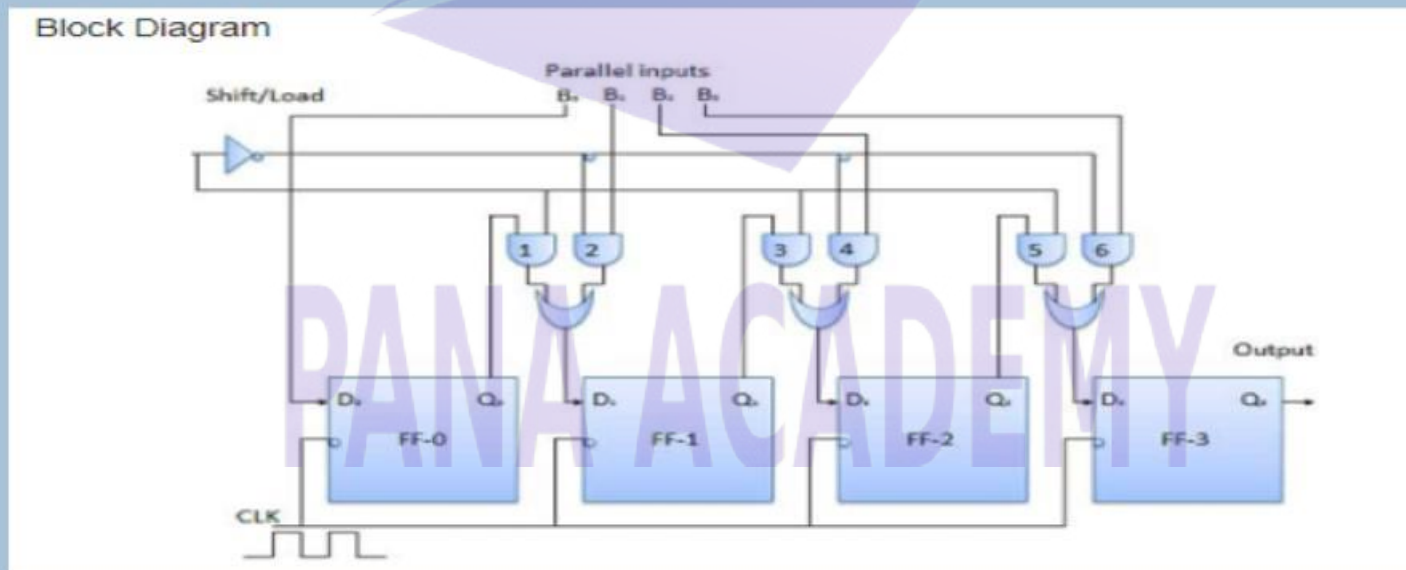 Block Diagram
Parallel inputs
Shift/Load
B B B B
1 2 3 4 5 6
PANA ACADEMY
Output
D Q D Q D Q D Q
FF-0 FF-1 FF-2 FF-3
CLK